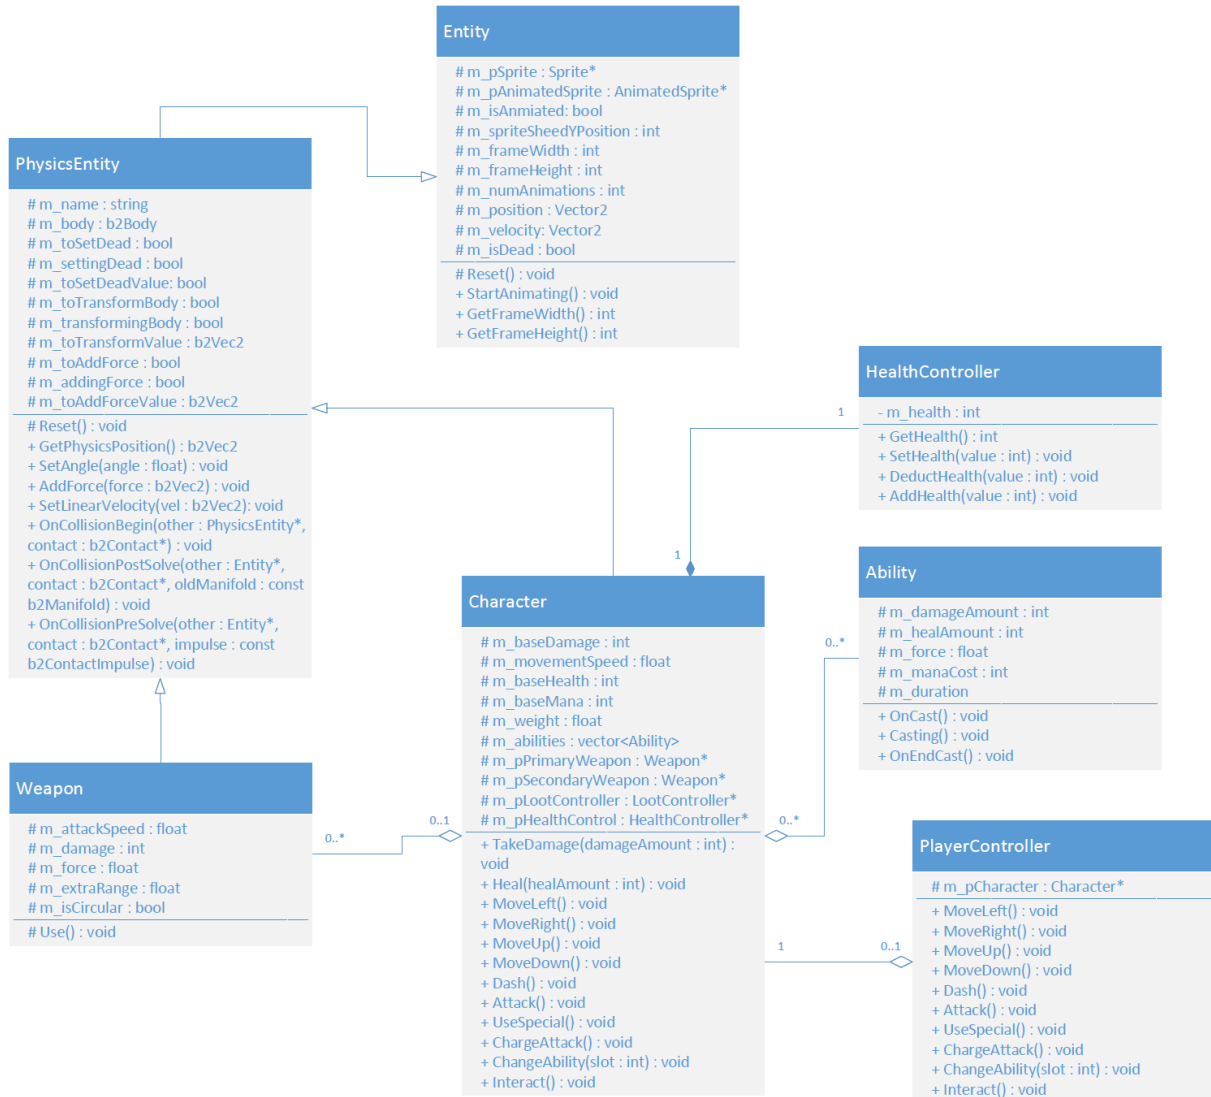 Entity
# m_pSprite : Sprite*
# m_pAnimatedSprite : AnimatedSprite*
# m_isAnmiated: bool
# m_spriteSheedYPosition : int
# m_frameWidth : int
# m_frameHeight : int
# m_numAnimations : int
# m_position : Vector2
# m_velocity: Vector2
# m_isDead : bool
# Reset() : void
+ StartAnimating() : void
+ GetFrameWidth() : int
+ GetFrameHeight() : int
PhysicsEntity
# m_name : string
# m_body : b2Body
# m_toSetDead : bool
# m_settingDead : bool
# m_toSetDeadValue: bool
# m_toTransformBody : bool
# m_transformingBody : bool
# m_toTransformValue : b2Vec2
# m_toAddForce : bool
# m_addingForce : bool
# m_toAddForceValue : b2Vec2
# Reset() : void
+ GetPhysicsPosition() : b2Vec2
+ SetAngle(angle : float) : void
+ AddForce(force : b2Vec2) : void
+ SetLinearVelocity(vel : b2Vec2): void
+ OnCollisionBegin(other : PhysicsEntity*,
contact : b2Contact*) : void
+ OnCollisionPostSolve(other : Entity*,
contact : b2Contact*, oldManifold : const
b2Manifold) : void
+ OnCollisionPreSolve(other : Entity*,
contact : b2Contact*, impulse : const
b2ContactImpulse) : void
HealthController
- m_health : int
+ GetHealth() : int
+ SetHealth(value : int) : void
+ DeductHealth(value : int) : void
+ AddHealth(value : int) : void
1
1
Ability
# m_damageAmount : int
# m_healAmount : int
# m_force : float
# m_manaCost : int
# m_duration
+ OnCast() : void
+ Casting() : void
+ OnEndCast() : void
0..*
0..*
Character
# m_baseDamage : int
# m_movementSpeed : float
# m_baseHealth : int
# m_baseMana : int
# m_weight : float
# m_abilities : vector<Ability>
# m_pPrimaryWeapon : Weapon*
# m_pSecondaryWeapon : Weapon*
# m_pLootController : LootController*
# m_pHealthControl : HealthController*
+ TakeDamage(damageAmount : int) :
void
+ Heal(healAmount : int) : void
+ MoveLeft() : void
+ MoveRight() : void
+ MoveUp() : void
+ MoveDown() : void
+ Dash() : void
+ Attack() : void
+ UseSpecial() : void
+ ChargeAttack() : void
+ ChangeAbility(slot : int) : void
+ Interact() : void
Weapon
# m_attackSpeed : float
# m_damage : int
# m_force : float
# m_extraRange : float
# m_isCircular : bool
# Use() : void
0..*
0..1
PlayerController
# m_pCharacter : Character*
+ MoveLeft() : void
+ MoveRight() : void
+ MoveUp() : void
+ MoveDown() : void
+ Dash() : void
+ Attack() : void
+ UseSpecial() : void
+ ChargeAttack() : void
+ ChangeAbility(slot : int) : void
+ Interact() : void
1
0..1